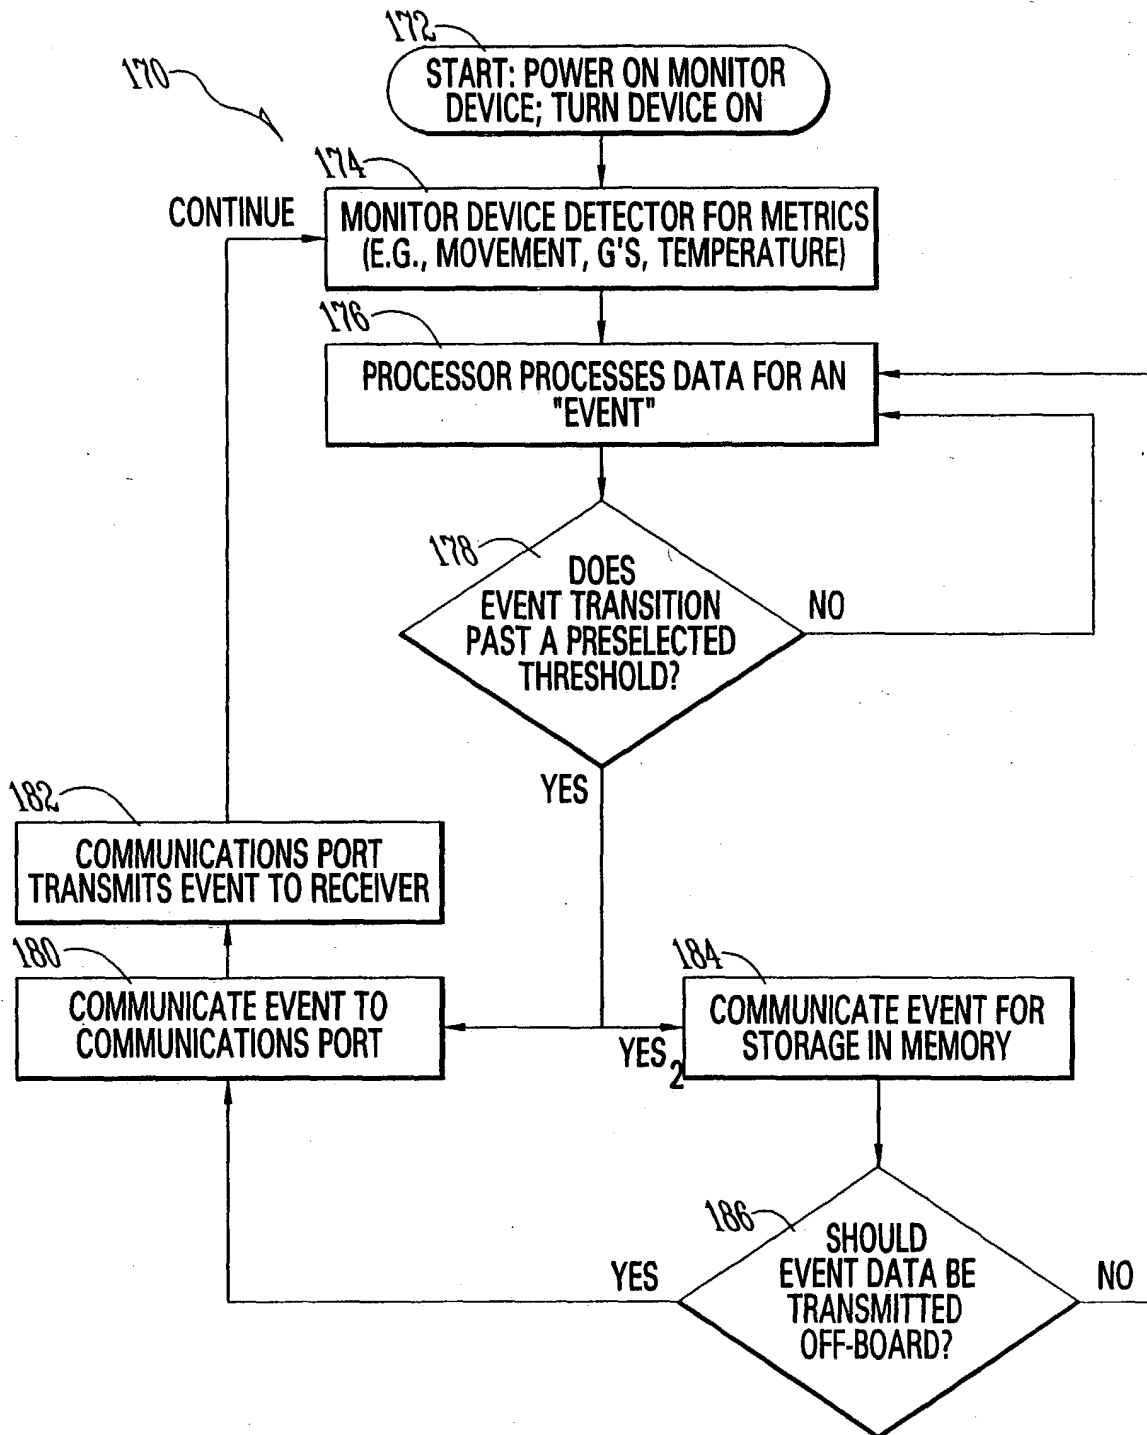 172
START: POWER ON MONITOR
DEVICE; TURN DEVICE ON
170
174
CONTINUE
MONITOR DEVICE DETECTOR FOR METRICS
(E.G., MOVEMENT, G'S, TEMPERATURE)
176
PROCESSOR PROCESSES DATA FOR AN
"EVENT"
178
DOES
EVENT TRANSITION
PAST A PRESELECTED
THRESHOLD?
NO
YES
182
COMMUNICATIONS PORT
TRANSMITS EVENT TO RECEIVER
180
COMMUNICATE EVENT TO
COMMUNICATIONS PORT
184
COMMUNICATE EVENT FOR
STORAGE IN MEMORY
YES2
186
SHOULD
EVENT DATA BE
TRANSMITTED
OFF-BOARD?
YES
NO